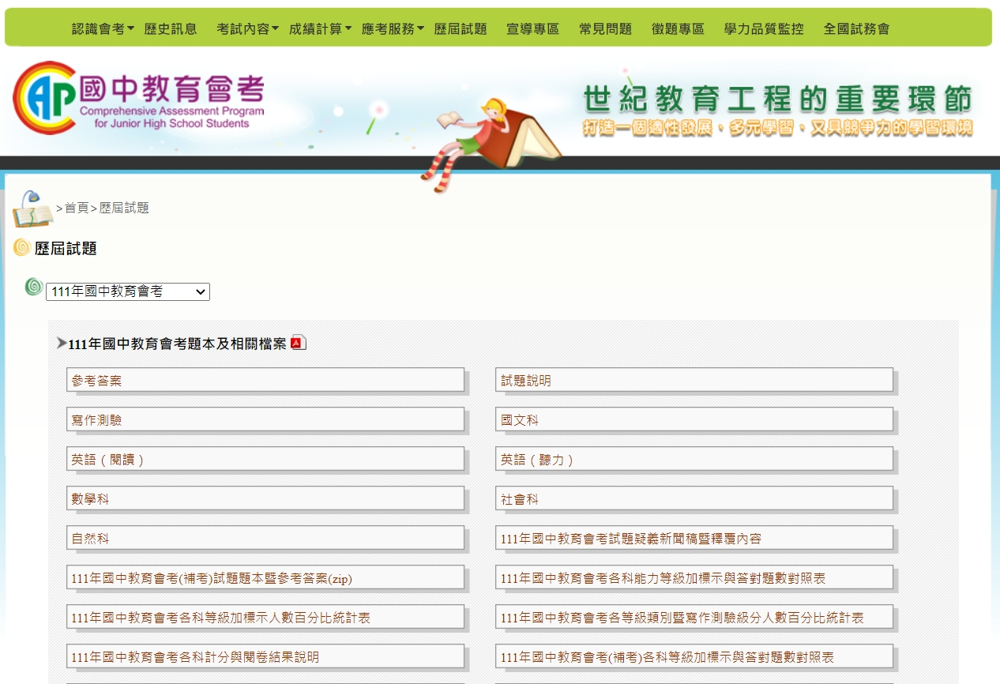 認識會考 歷史訊息 考試內容 成績計算 應考服務 歷屆試題 宣導專區 常見問題 徵題專區 學力品質監控 全國試務會
CAP 國中教育會考
Comprehensive Assessment Program
for Junior High School Students
世紀教育工程的重要環節
打造一個適性發展、多元學習、又具競爭力的學習環境
>首頁>歷屆試題
歷屆試題
111年國中教育會考
111年國中教育會考題本及相關檔案
參考答案
試題說明
寫作測驗
國文科
英語（閱讀）
英語（聽力）
數學科
社會科
自然科
111年國中教育會考試題疑義新聞稿暨釋覆內容
111年國中教育會考(補考)試題題本暨參考答案(zip)
111年國中教育會考各科能力等級加標示與答對題數對照表
111年國中教育會考各科等級加標示人數百分比統計表
111年國中教育會考各等級類別暨寫作測驗級分人數百分比統計表
111年國中教育會考各科計分與閱卷結果說明
111年國中教育會考(補考)各科等級加標示與答對題數對照表